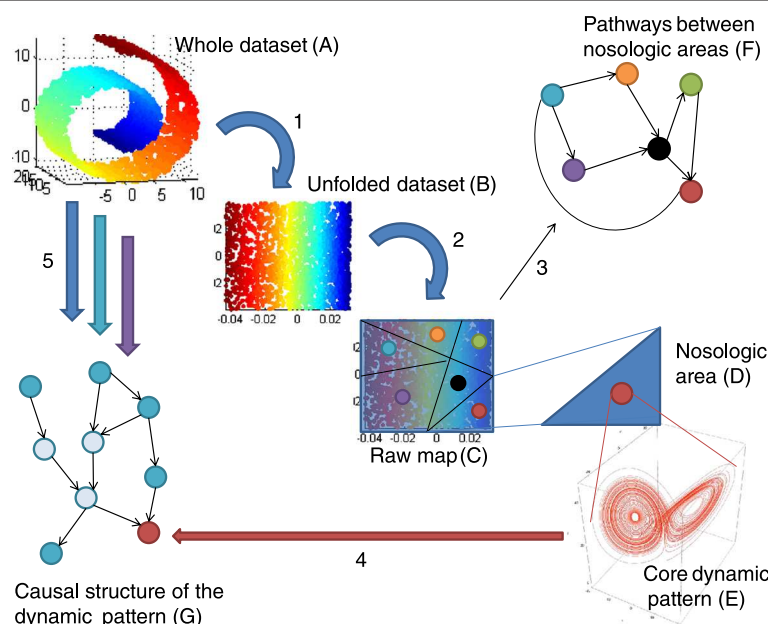 Whole dataset (A)
Pathways between
nosologic areas (F)
10
0
-10
-5
0
5
10
1
Unfolded dataset (B)
2
0
-0.04 -0.02 0 0.02
2
3
5
0
-0.04 -0.02 0 0.02
Raw map (C)
Nosologic
area (D)
4
Core dynamic
pattern (E)
Causal structure of the
dynamic pattern (G)